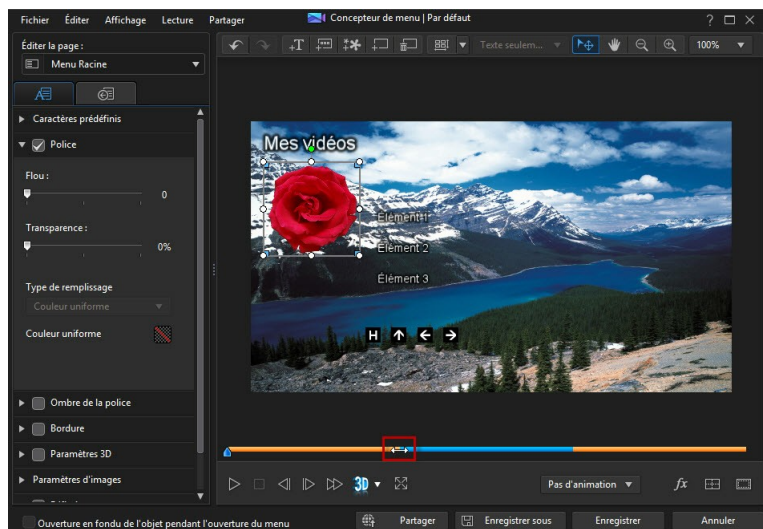 Fichier Éditer Affichage Lecture Partager
Concepteur de menu | Par défaut
Éditer la page :
Menu Racine
Texte seulem...
100%
Caractères prédéfinis
Police
Flou :
0
Transparence :
0%
Type de remplissage
Couleur uniforme
Couleur uniforme
Ombre de la police
Bordure
Paramètres 3D
Paramètres d'images
Mes vidéos
Élément 1
Élément 2
Élément 3
H
3D
Pas d'animation
fx
Ouverture en fondu de l'objet pendant l'ouverture du menu
Partager
Enregistrer sous
Enregistrer
Annuler